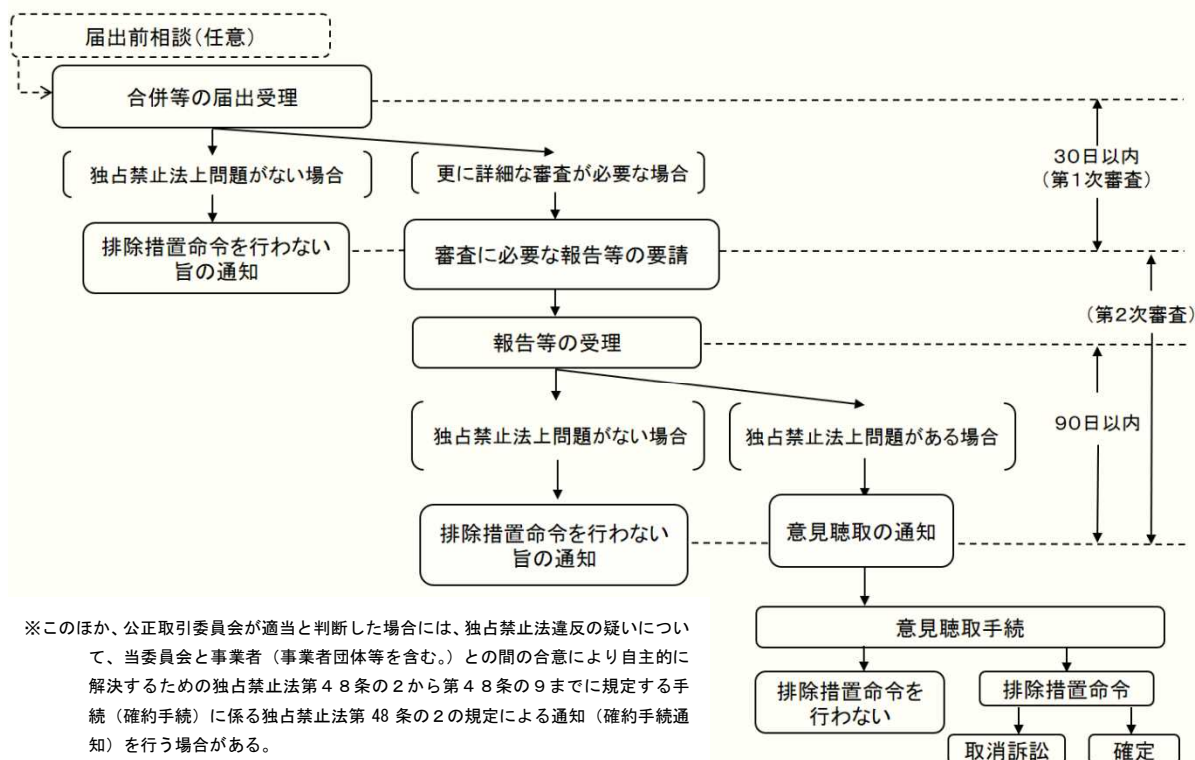 届出前相談(任意)
合併等の届出受理
独占禁止法上問題がない場合
更に詳細な審査が必要な場合
30日以内
(第1次審査)
排除措置命令を行わない
旨の通知
審査に必要な報告等の要請
(第2次審査)
報告等の受理
独占禁止法上問題がない場合
独占禁止法上問題がある場合
90日以内
排除措置命令を行わない
旨の通知
意見聴取の通知
意見聴取手続
排除措置命令を
行わない
排除措置命令
取消訴訟
確定
※このほか、公正取引委員会が適当と判断した場合には、独占禁止法違反の疑いについ
て、当委員会と事業者(事業者団体等を含む。)との間の合意により自主的に
解決するための独占禁止法第48条の2から第48条の9までに規定する手
続(確約手続)に係る独占禁止法第 48 条の2の規定による通知(確約手続通
知)を行う場合がある。